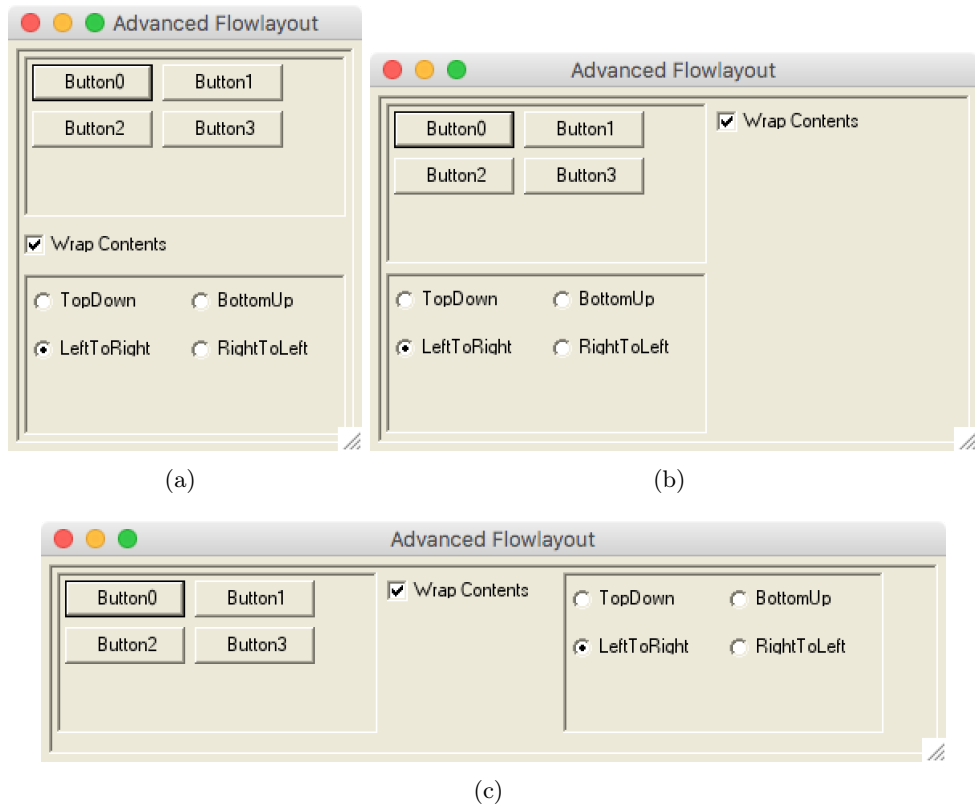 Advanced Flowlayout
Button0 Button1
Button2 Button3
Wrap Contents
TopDown BottomUp
LeftToRight RightToLeft
(a)
Advanced Flowlayout
Button0 Button1
Wrap Contents
Button2 Button3
TopDown BottomUp
LeftToRight RightToLeft
(b)
Advanced Flowlayout
Button0 Button1
Button2 Button3
Wrap Contents
TopDown BottomUp
LeftToRight RightToLeft
(c)